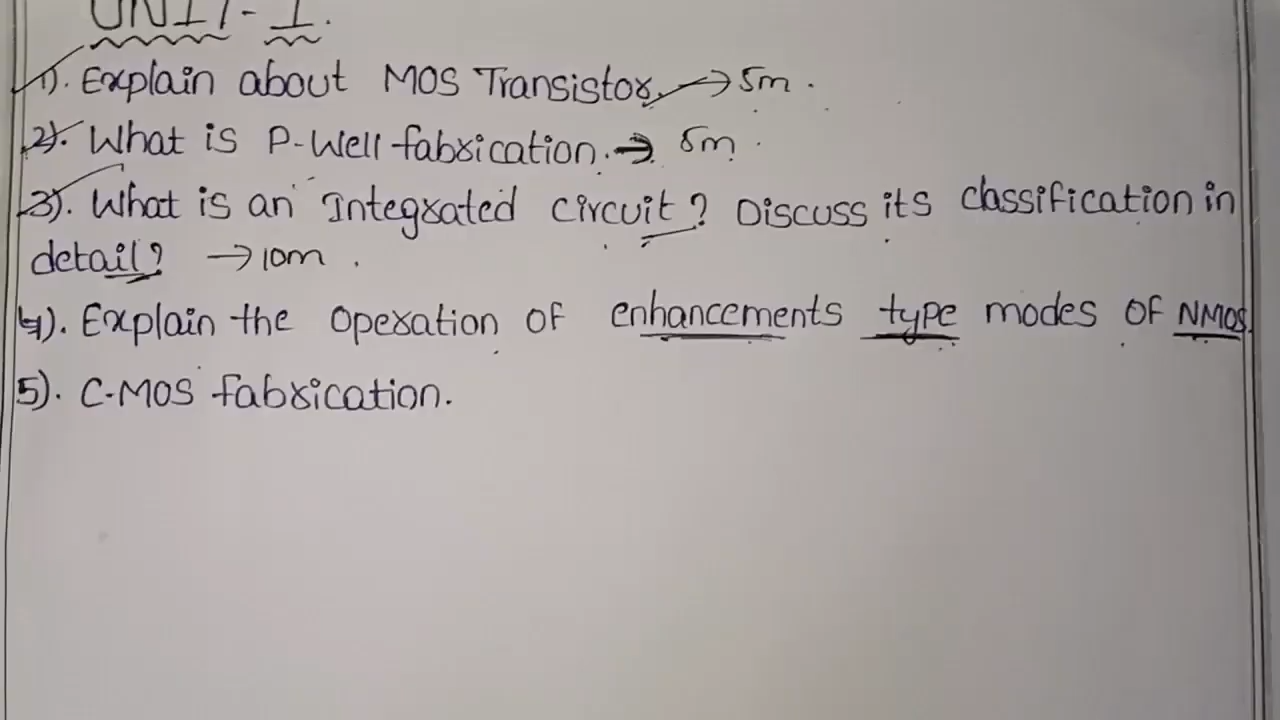 UNIT- I.
1). Explain about MOS Transistor. → 5m.
2). What is P-Well fabrication. → 5m.
3). What is an Integrated circuit? Discuss its classification in
detail? → 10m.
4). Explain the operation of enhancements type modes of NMOS.
5). C-MOS fabrication.